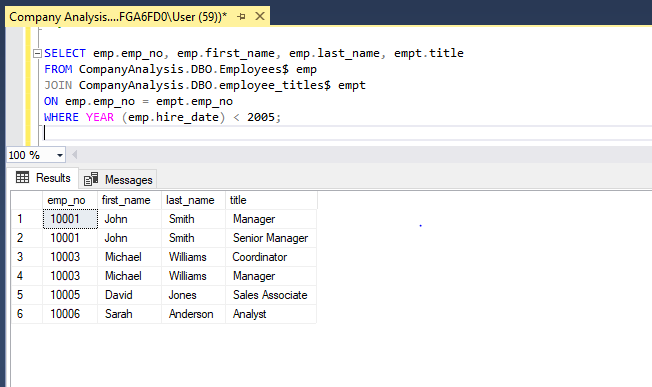 Company Analysis....FGA6FD0\User (59))*
SELECT emp.emp_no, emp.first_name, emp.last_name, empt.title
FROM CompanyAnalysis.DBO.Employees$ emp
JOIN CompanyAnalysis.DBO.employee_titles$ empt
ON emp.emp_no = empt.emp_no
WHERE YEAR (emp.hire_date) < 2005;
100 %
Results Messages
emp_no first_name last_name title
1 10001 John Smith Manager
2 10001 John Smith Senior Manager
3 10003 Michael Williams Coordinator
4 10003 Michael Williams Manager
5 10005 David Jones Sales Associate
6 10006 Sarah Anderson Analyst